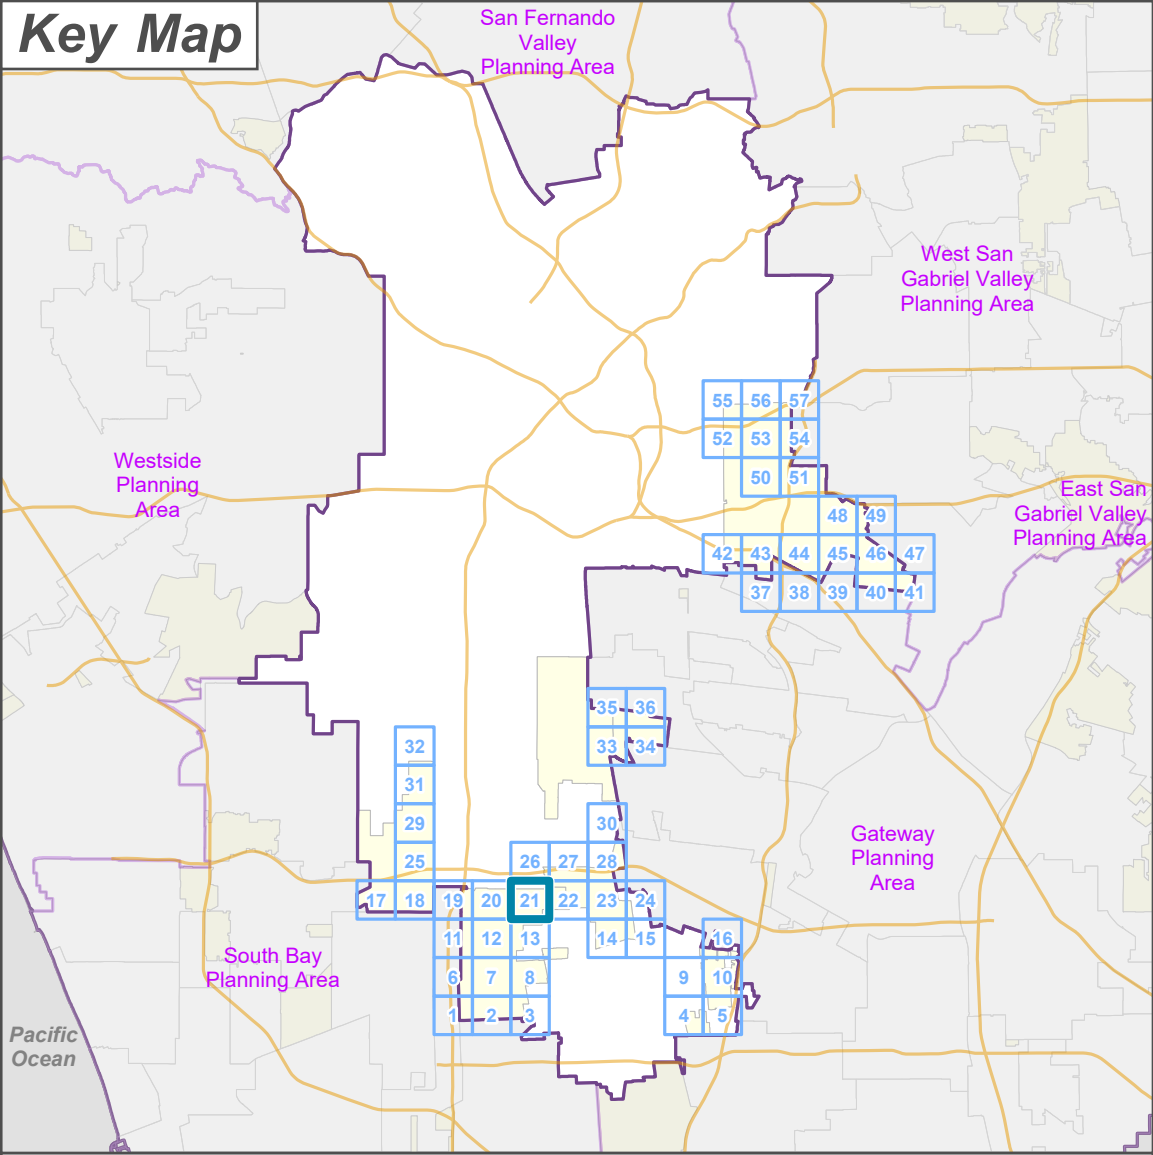 Key Map
San Fernando
Valley
Planning Area
West San
Gabriel Valley
Planning Area
55 56 57
52 53 54
Westside
Planning
Area
50 51
East San
Gabriel Valley
Planning Area
48 49
42 43 44 45 46 47
37 38 39 40 41
35 36
32 33 34
31
29 30
Gateway
Planning
Area
25 26 27 28
17 18 19 20 21 22 23 24
11 12 13 14 15 16
South Bay
Planning Area
6 7 8 9 10
1 2 3 4 5
Pacific
Ocean